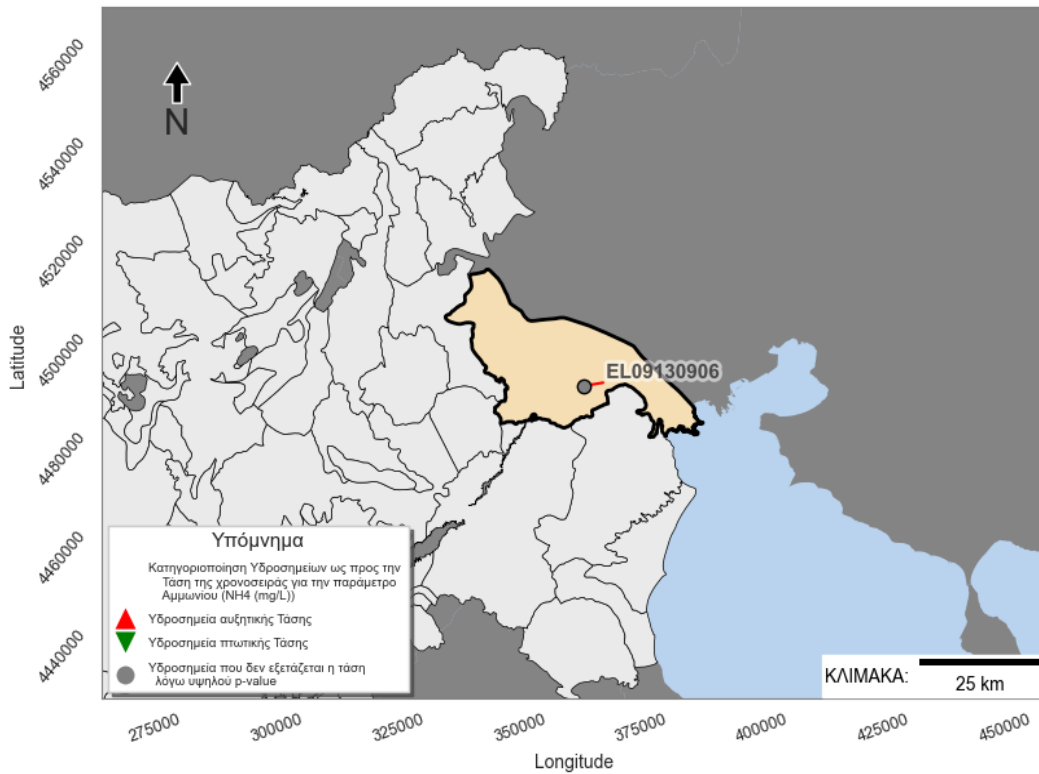 4560000
4540000
4520000
4500000
4480000
4460000
4440000
Latitude
N
EL09130906
Υπόμνημα
Κατηγοριοποίηση Υδροσημείων ως προς την
Τάση της χρονοσειράς για την παράμετρο
Αμμωνίου (NH4 (mg/L))
Υδροσημεία αυξητικής Τάσης
Υδροσημεία πτωτικής Τάσης
Υδροσημεία που δεν εξετάζεται η τάση
λόγω υψηλού p-value
ΚΛΙΜΑΚΑ:
25 km
275000 300000 325000 350000 375000 400000 425000 450000
Longitude